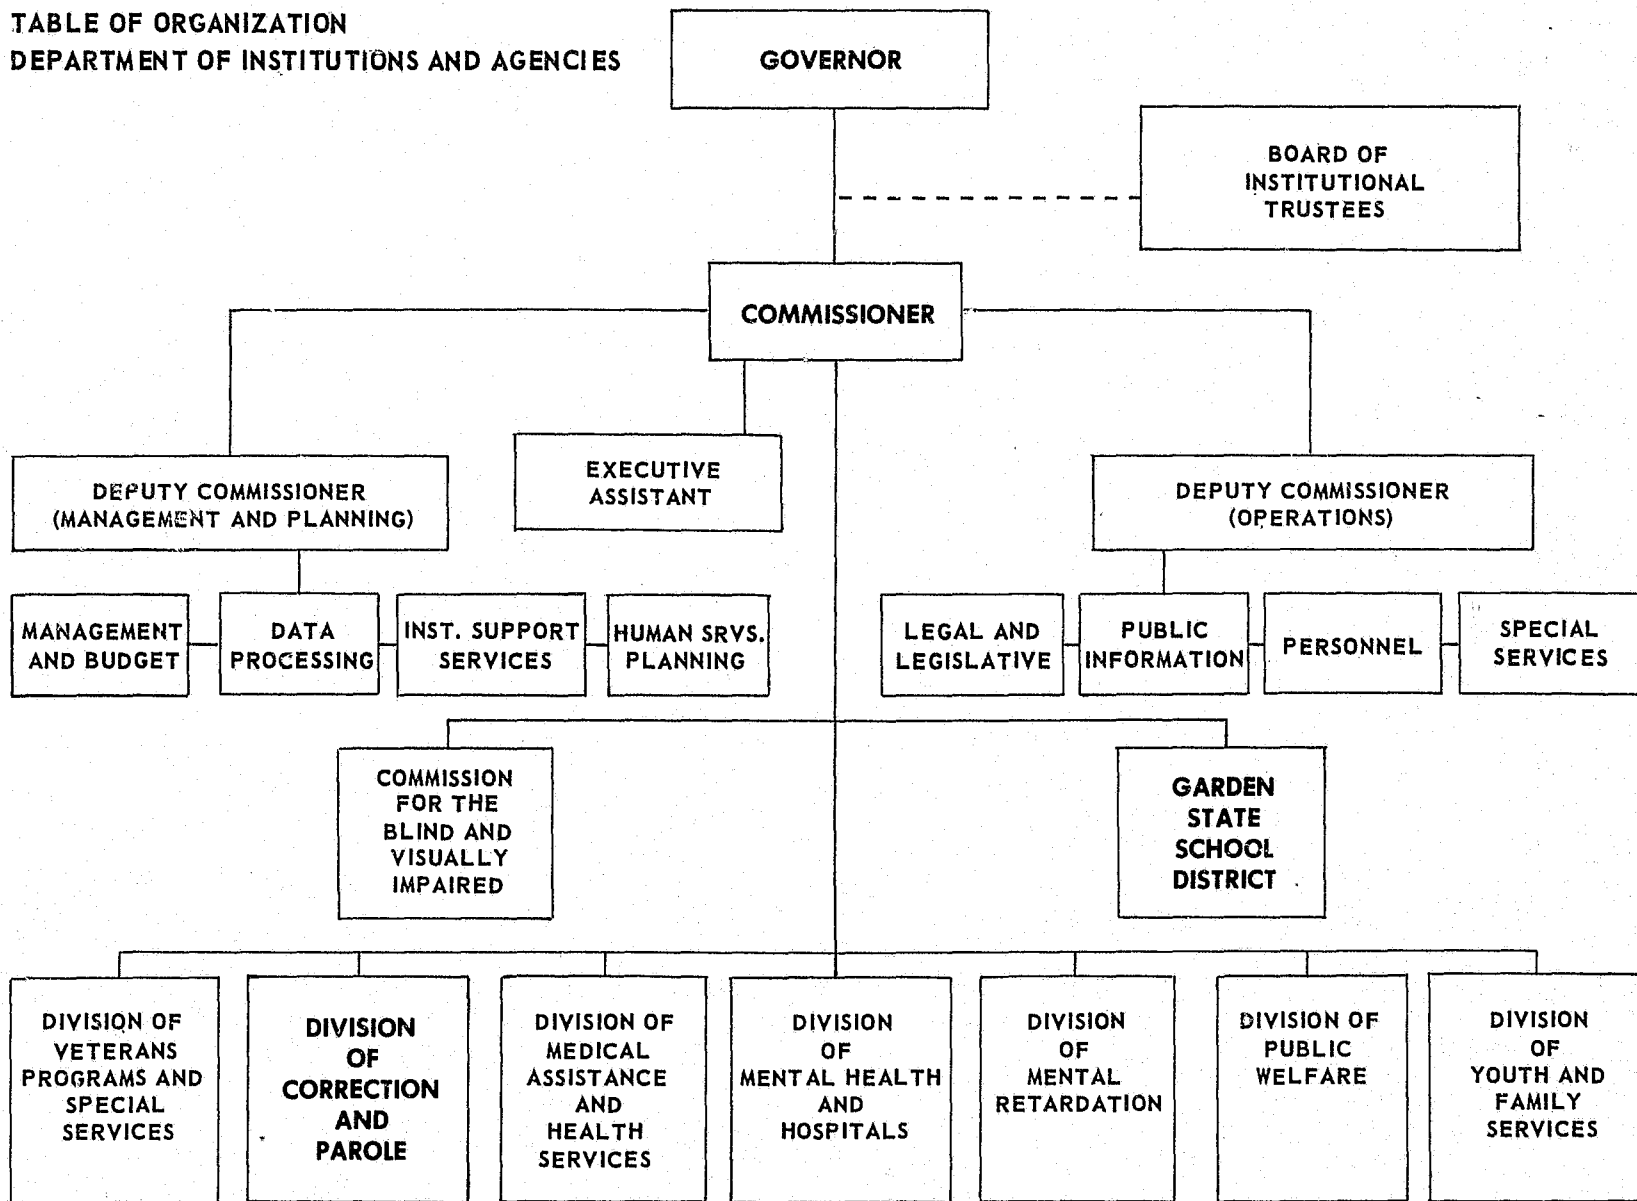 TABLE OF ORGANIZATION
DEPARTMENT OF INSTITUTIONS AND AGENCIES
GOVERNOR
BOARD OF
INSTITUTIONAL
TRUSTEES
COMMISSIONER
DEPUTY COMMISSIONER
(MANAGEMENT AND PLANNING)
EXECUTIVE
ASSISTANT
DEPUTY COMMISSIONER
(OPERATIONS)
MANAGEMENT
AND BUDGET
DATA
PROCESSING
INST. SUPPORT
SERVICES
HUMAN SRVS.
PLANNING
LEGAL AND
LEGISLATIVE
PUBLIC
INFORMATION
PERSONNEL
SPECIAL
SERVICES
COMMISSION
FOR THE
BLIND AND
VISUALLY
IMPAIRED
GARDEN
STATE
SCHOOL
DISTRICT
DIVISION OF
VETERANS
PROGRAMS AND
SPECIAL
SERVICES
DIVISION
OF
CORRECTION
AND
PAROLE
DIVISION OF
MEDICAL
ASSISTANCE
AND
HEALTH
SERVICES
DIVISION
OF
MENTAL HEALTH
AND
HOSPITALS
DIVISION
OF
MENTAL
RETARDATION
DIVISION OF
PUBLIC
WELFARE
DIVISION
OF
YOUTH AND
FAMILY
SERVICES